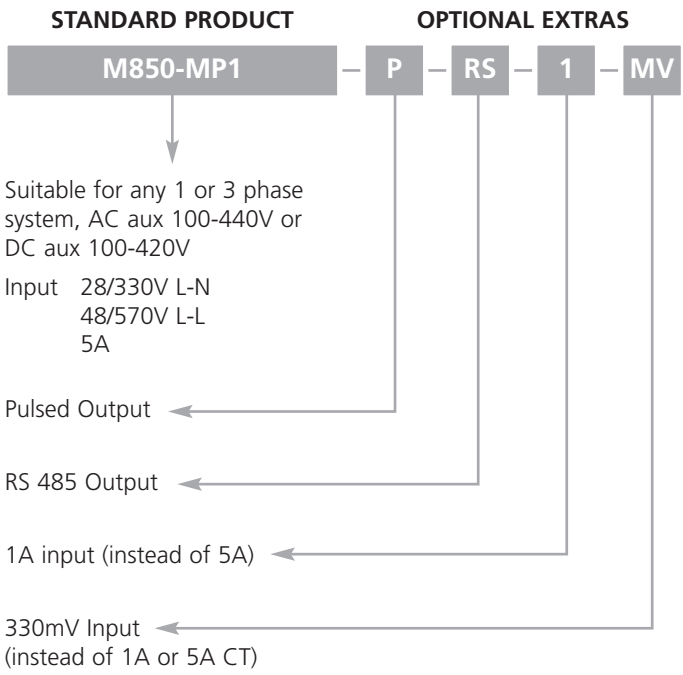 STANDARD PRODUCT OPTIONAL EXTRAS
M850-MP1 – P – RS – 1 – MV
Suitable for any 1 or 3 phase
system, AC aux 100-440V or
DC aux 100-420V
Input 28/330V L-N
48/570V L-L
5A
Pulsed Output
RS 485 Output
1A input (instead of 5A)
330mV Input
(instead of 1A or 5A CT)